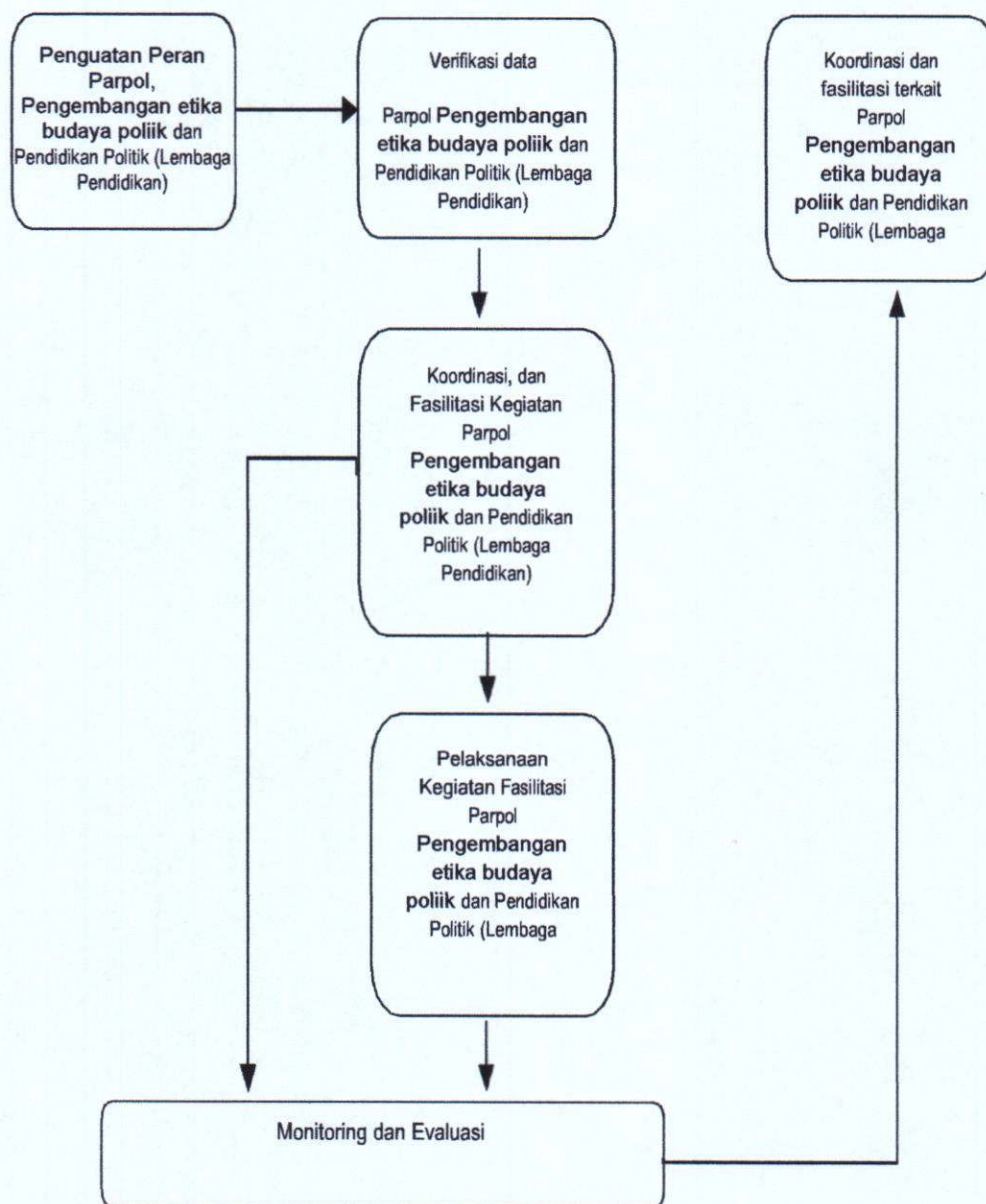 Penguatan Peran
Parpol,
Pengembangan etika
budaya poliik dan
Pendidikan Politik (Lembaga
Pendidikan)
Verifikasi data
Parpol Pengembangan
etika budaya poliik dan
Pendidikan Politik (Lembaga
Pendidikan)
Koordinasi dan
fasilitasi terkait
Parpol
Pengembangan
etika budaya
poliik dan Pendidikan
Politik (Lembaga
Koordinasi, dan
Fasilitasi Kegiatan
Parpol
Pengembangan
etika budaya
poliik dan Pendidikan
Politik (Lembaga
Pendidikan)
Pelaksanaan
Kegiatan Fasilitasi
Parpol
Pengembangan
etika budaya
poliik dan Pendidikan
Politik (Lembaga
Monitoring dan Evaluasi